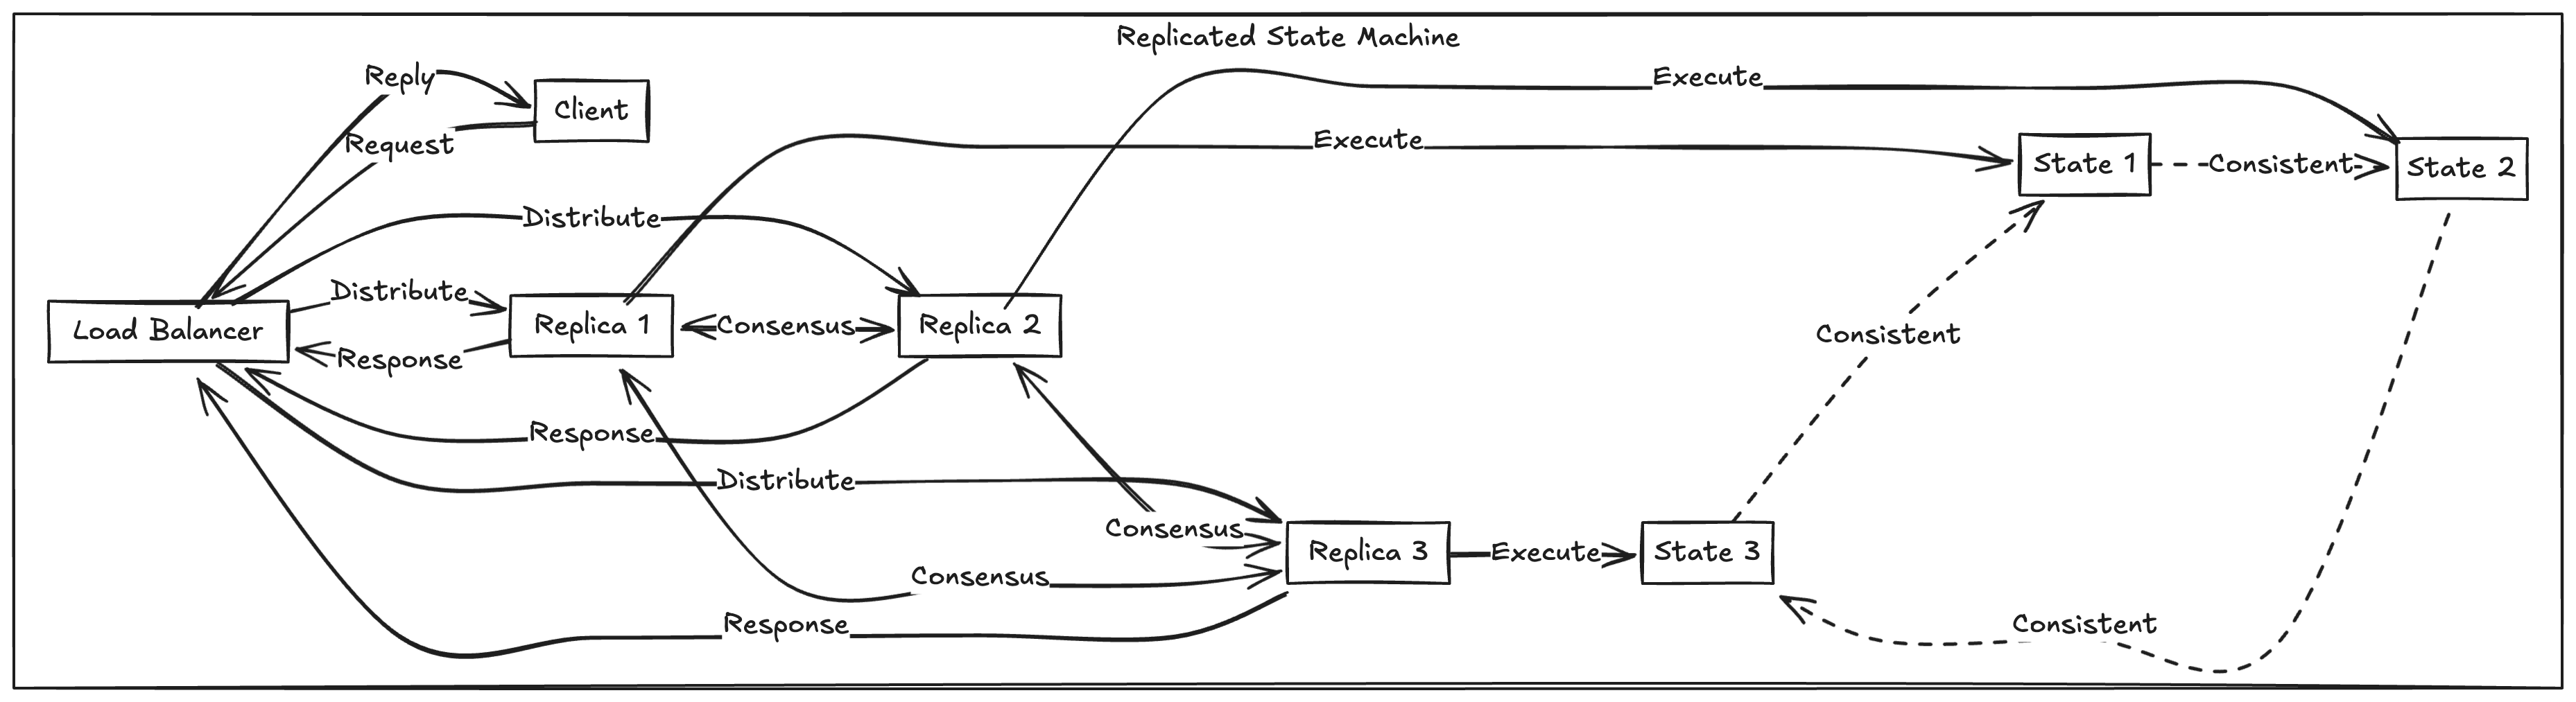 Replicated State Machine
Reply
Execute
Client
Request
Execute
State 1
Consistent
State 2
Distribute
Distribute
Load Balancer
Replica 1
Consensus
Replica 2
Consistent
Response
Response
Distribute
Consensus
Replica 3
Execute
State 3
Consensus
Response
Consistent